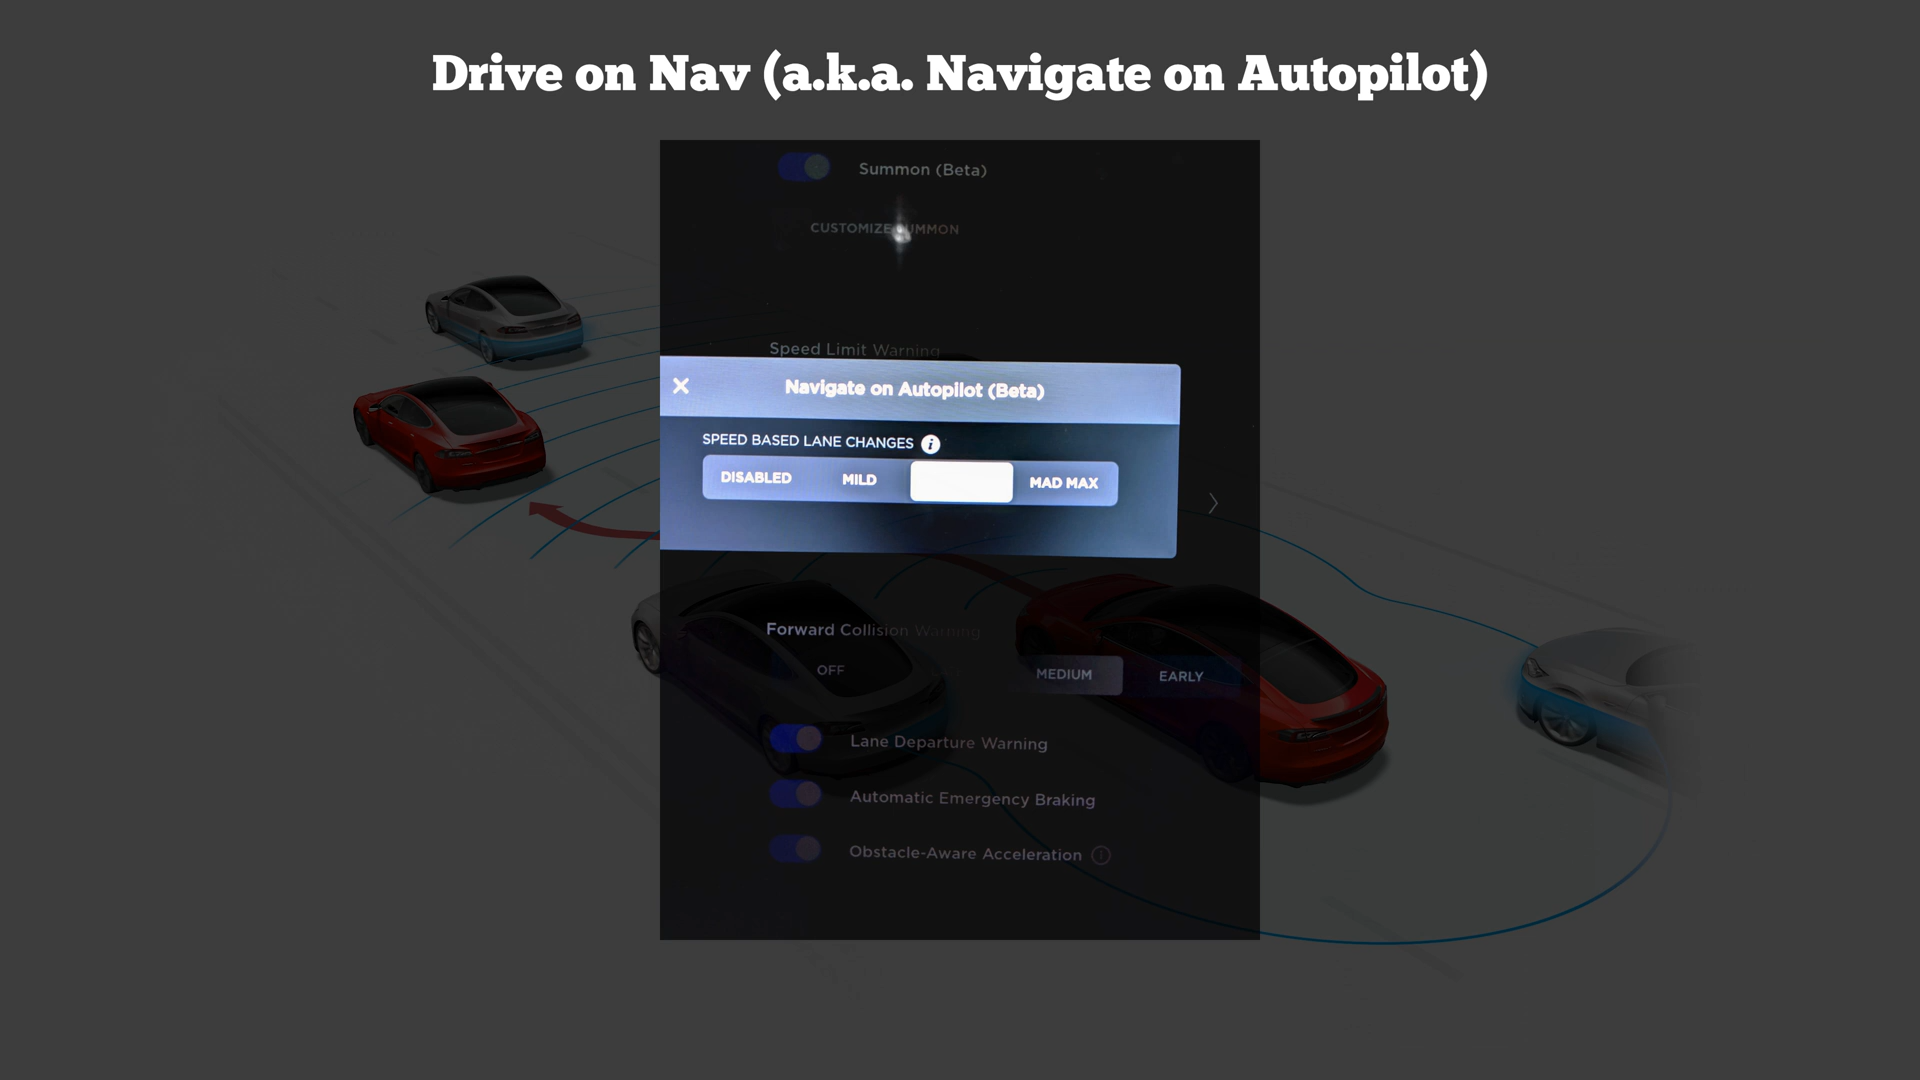 Drive on Nav (a.k.a. Navigate on Autopilot)
Summon (Beta)
CUSTOMIZE SUMMON
Speed Limit Warning
Navigate on Autopilot (Beta)
SPEED BASED LANE CHANGES
DISABLED MILD MAD MAX
Forward Collision Warning
OFF MEDIUM EARLY
Lane Departure Warning
Automatic Emergency Braking
Obstacle-Aware Acceleration